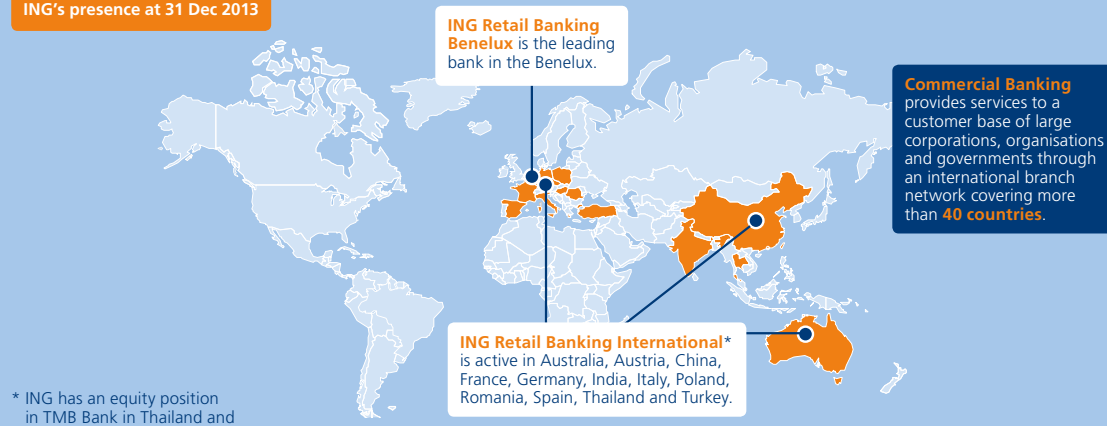 ING's presence at 31 Dec 2013
ING Retail Banking
Benelux is the leading
bank in the Benelux.
Commercial Banking
provides services to a
customer base of large
corporations, organisations
and governments through
an international branch
network covering more
than 40 countries.
ING Retail Banking International*
is active in Australia, Austria, China,
France, Germany, India, Italy, Poland,
Romania, Spain, Thailand and Turkey.
* ING has an equity position
in TMB Bank in Thailand and